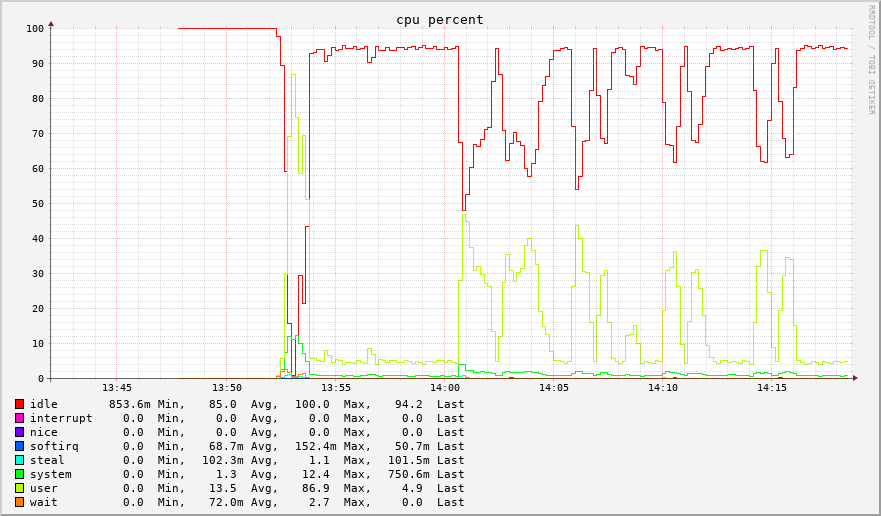 cpu percent
RRDTOOL / TOBI OETIKER
100
90
80
70
60
50
40
30
20
10
0
13:45 13:50 13:55 14:00 14:05 14:10 14:15
idle 853.6m Min, 85.0 Avg, 100.0 Max, 94.2 Last
interrupt 0.0 Min, 0.0 Avg, 0.0 Max, 0.0 Last
nice 0.0 Min, 0.0 Avg, 0.0 Max, 0.0 Last
softirq 0.0 Min, 68.7m Avg, 152.4m Max, 50.7m Last
steal 0.0 Min, 102.3m Avg, 1.1 Max, 101.5m Last
system 0.0 Min, 1.3 Avg, 12.4 Max, 750.6m Last
user 0.0 Min, 13.5 Avg, 86.9 Max, 4.9 Last
wait 0.0 Min, 72.0m Avg, 2.7 Max, 0.0 Last